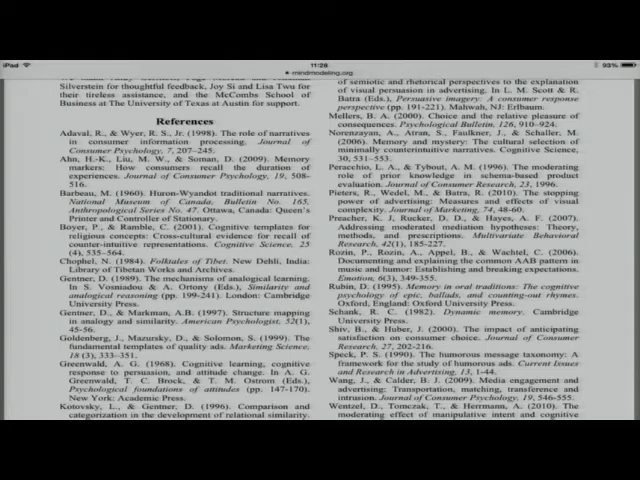 iPad
11:28
93%
mindmodeling.org
Silverstein for thoughtful feedback, Joy Si and Lisa Twu for
their tireless assistance, and the McCombs School of
Business at The University of Texas at Austin for support.
References
Adaval, R., & Wyer, R. S., Jr. (1998). The role of narratives
in consumer information processing. Journal of
Consumer Psychology, 7, 207–245.
Ahn, H.-K., Liu, M. W., & Soman, D. (2009). Memory
markers: How consumers recall the duration of
experiences. Journal of Consumer Psychology, 19, 508–
516.
Barbeau, M. (1960). Huron-Wyandot traditional narratives.
National Museum of Canada, Bulletin No. 165,
Anthropological Series No. 47. Ottawa, Canada: Queen's
Printer and Controller of Stationary.
Boyer, P., & Ramble, C. (2001). Cognitive templates for
religious concepts: Cross-cultural evidence for recall of
counter-intuitive representations. Cognitive Science, 25
(4), 535–564.
Chophel, N. (1984). Folktales of Tibet. New Delhi, India:
Library of Tibetan Works and Archives.
Gentner, D. (1989). The mechanisms of analogical learning.
In S. Vosniadou & A. Ortony (Eds.), Similarity and
analogical reasoning (pp. 199-241). London: Cambridge
University Press.
Gentner, D., & Markman, A.B. (1997). Structure mapping
in analogy and similarity. American Psychologist, 52(1),
45-56.
Goldenberg, J., Mazursky, D., & Solomon, S. (1999). The
fundamental templates of quality ads. Marketing Science,
18 (3), 333–351.
Greenwald, A. G. (1968). Cognitive learning, cognitive
response to persuasion, and attitude change. In A. G.
Greenwald, T. C. Brock, & T. M. Ostrom (Eds.),
Psychological foundations of attitudes (pp. 147-170).
New York: Academic Press.
Kotovsky, L., & Gentner, D. (1996). Comparison and
categorization in the development of relational similarity.
of semiotic and rhetorical perspectives to the explanation
of visual persuasion in advertising. In L. M. Scott & R.
Batra (Eds.), Persuasive imagery: A consumer response
perspective (pp. 191-221). Mahwah, NJ: Erlbaum.
Mellers, B. A. (2000). Choice and the relative pleasure of
consequences. Psychological Bulletin, 126, 910–924.
Norenzayan, A., Atran, S., Faulkner, J., & Schaller, M.
(2006). Memory and mystery: The cultural selection of
minimally counterintuitive narratives. Cognitive Science,
30, 531–553.
Peracchio, L. A., & Tybout, A. M. (1996). The moderating
role of prior knowledge in schema-based product
evaluation. Journal of Consumer Research, 23, 1996.
Pieters, R., Wedel, M., & Batra, R. (2010). The stopping
power of advertising: Measures and effects of visual
complexity. Journal of Marketing, 74, 48-60.
Preacher, K. J., Rucker, D. D., & Hayes, A. F. (2007).
Addressing moderated mediation hypotheses: Theory,
methods, and prescriptions. Multivariate Behavioral
Research, 42(1), 185-227.
Rozin, P., Rozin, A., Appel, B., & Wachtel, C. (2006).
Documenting and explaining the common AAB pattern in
music and humor: Establishing and breaking expectations.
Emotion, 6(3), 349-355.
Rubin, D. (1995). Memory in oral traditions: The cognitive
psychology of epic, ballads, and counting-out rhymes.
Oxford, England: Oxford University Press.
Schank, R. C. (1982). Dynamic memory. Cambridge
University Press.
Shiv, B., & Huber, J. (2000). The impact of anticipating
satisfaction on consumer choice. Journal of Consumer
Research, 27, 202-216.
Speck, P. S. (1990). The humorous message taxonomy: A
framework for the study of humorous ads. Current Issues
and Research in Advertising, 13, 1-44.
Wang, J., & Calder, B. J. (2009). Media engagement and
advertising: Transportation, matching, transference and
intrusion. Journal of Consumer Psychology, 19, 546-555.
Wentzel, D., Tomczak, T., & Herrmann, A. (2010). The
moderating effect of manipulative intent and cognitive